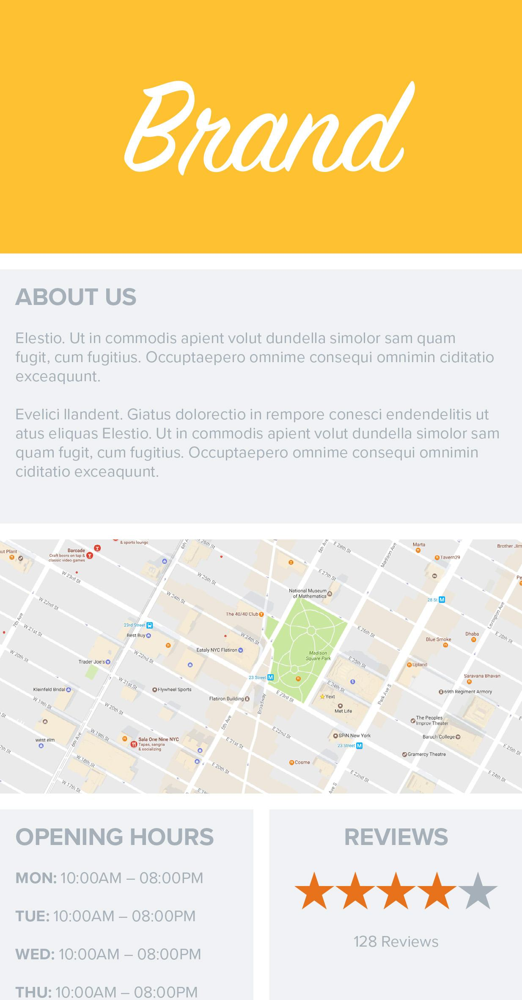 Brand
ABOUT US
Elestio. Ut in commodis apient volut dundella simolor sam quam
fugit, cum fugitius. Occuptaepero omnime consequi omnimin ciditatio
exceaquunt.
Evelici llandent. Giatus dolorectio in rempore conesci endendelitis ut
atus eliquas Elestio. Ut in commodis apient volut dundella simolor sam
quam fugit, cum fugitius. Occuptaepero omnime consequi omnimin
ciditatio exceaquunt.
& sports lounge
Barcade
Craft beers on tap &
classic video games
ut Plant
6th A
W 26th St
5th Ave
E 28th St
Madison Ave
Marta
Tavern29
Brother Jim
W 23rd St
W 25th St
E 27th St
Pe
W 22nd St
W 24th St
National Museum
of Mathematics
28 St
7th Ave
W 21st St
23rd Street
The 40/40 Club
Lexington Ave
Best Buy
W 24th St
E 26th St
Blue Smoke
Dhaba
E 28th St
W 20th St
Trader Joe's
W 22nd St
Eataly NYC Flatiron
Madison
Square Park
E 25th St
Upland
23 Street
Saravana Bhavan
Kleinfeld Bridal
W 21st St
Flywheel Sports
E 24th St
Park Ave S
69th Regiment Armory
W 19th St
W 20th St
Flatiron Building
Broadway
E 23rd St
Yext
Met Life
5th Ave
The Peoples
Improv Theater
west elm
6th Ave
W 19th St
Sala One Nine NYC
Tapas, sangria
& socializing
E 22nd St
SPiN New York
23 Street
Baruch College
7th St
E 21st St
E 25th St
W 18th St
Cosme
Gramercy Theatre
E 20th St
E 22nd St
E 24th St
W 17th St
E 19
Ave S
OPENING HOURS
MON: 10:00AM – 08:00PM
TUE: 10:00AM – 08:00PM
WED: 10:00AM – 08:00PM
THU: 10:00AM – 08:00PM
REVIEWS
128 Reviews